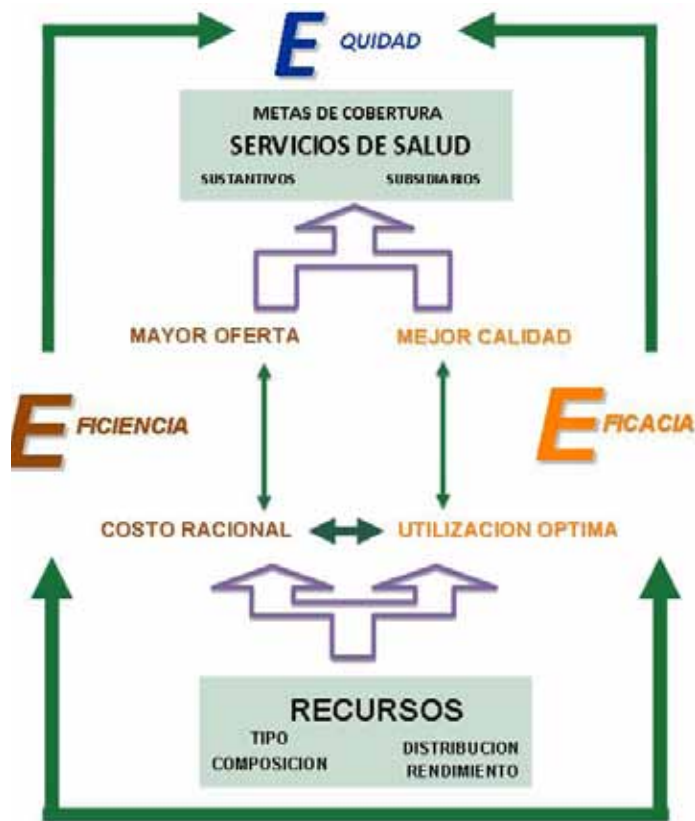 EQUIDAD
METAS DE COBERTURA
SERVICIOS DE SALUD
SUSTANTIVOS SUBSIDIARIOS
MAYOR OFERTA MEJOR CALIDAD
EFICIENCIA EFICACIA
COSTO RACIONAL UTILIZACION OPTIMA
RECURSOS
TIPO DISTRIBUCION
COMPOSICION RENDIMIENTO